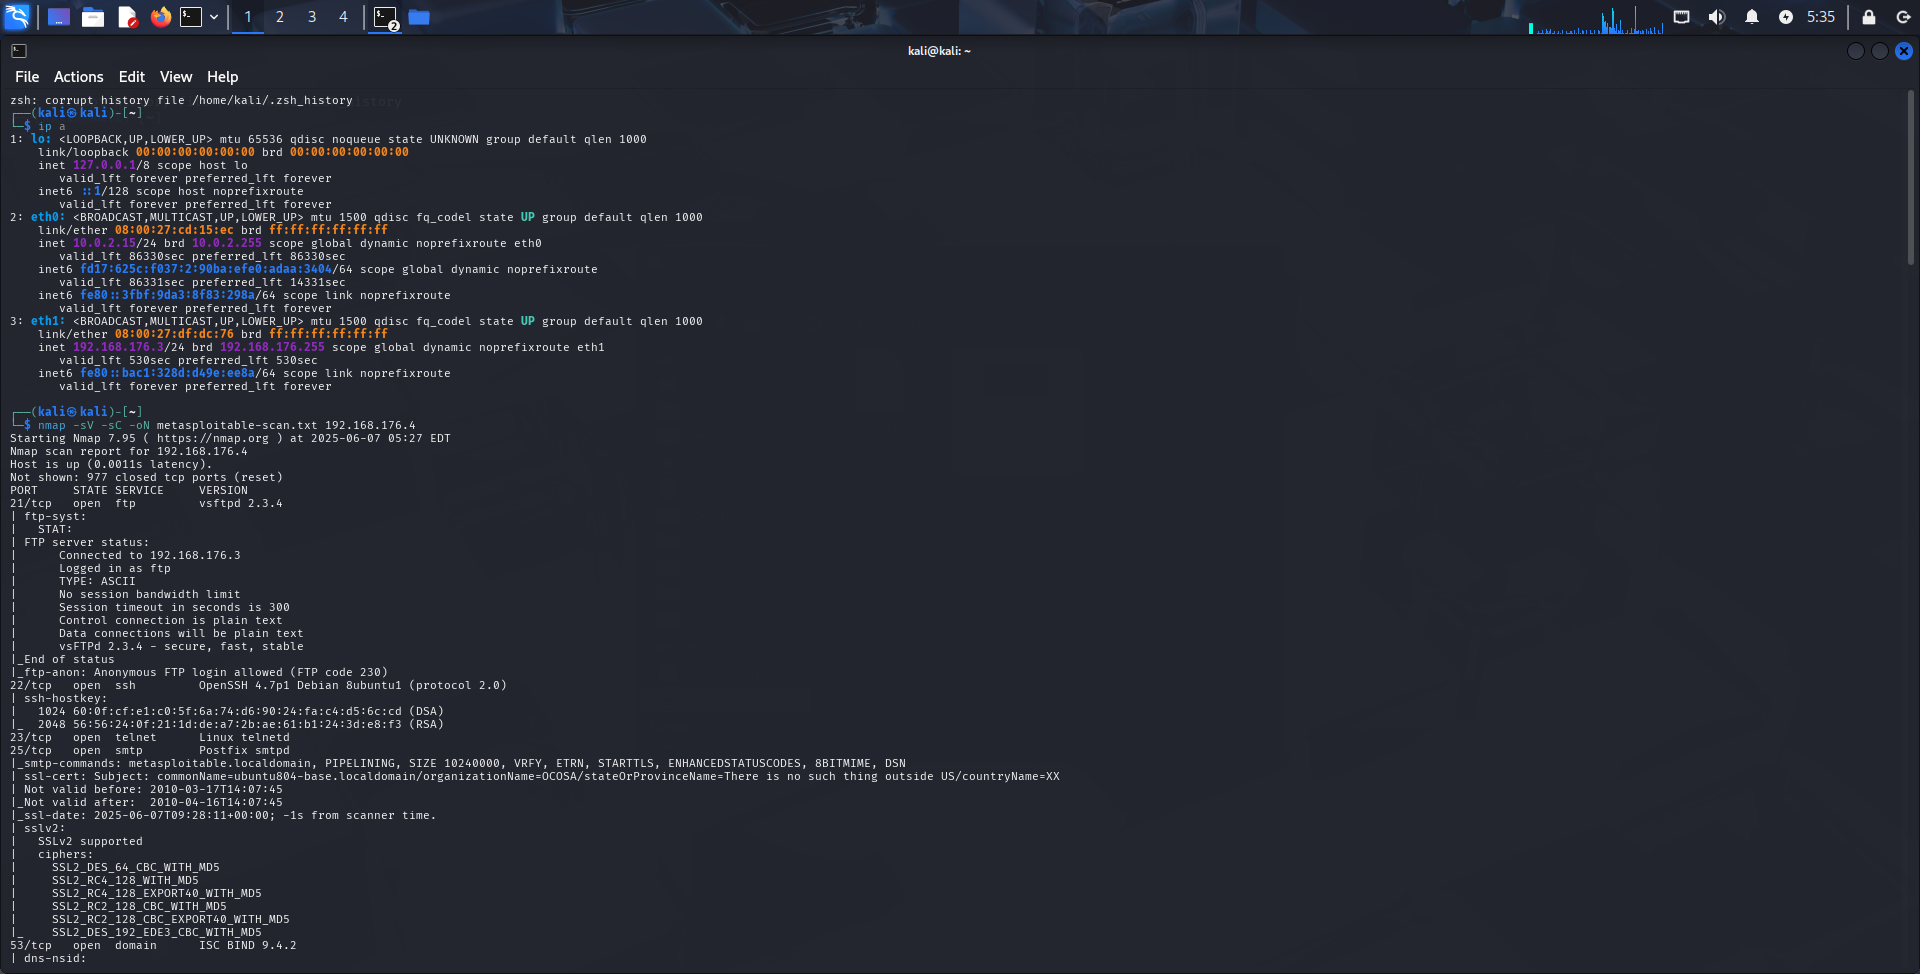 1 2 3 4 2 5:35
kali@kali: ~
File Actions Edit View Help
zsh: corrupt history file /home/kali/.zsh_history
┌──(kali㉿kali)-[~]
└─$ ip a
1: lo: <LOOPBACK,UP,LOWER_UP> mtu 65536 qdisc noqueue state UNKNOWN group default qlen 1000
    link/loopback 00:00:00:00:00:00 brd 00:00:00:00:00:00
    inet 127.0.0.1/8 scope host lo
       valid_lft forever preferred_lft forever
    inet6 ::1/128 scope host noprefixroute
       valid_lft forever preferred_lft forever
2: eth0: <BROADCAST,MULTICAST,UP,LOWER_UP> mtu 1500 qdisc fq_codel state UP group default qlen 1000
    link/ether 08:00:27:cd:15:ec brd ff:ff:ff:ff:ff:ff
    inet 10.0.2.15/24 brd 10.0.2.255 scope global dynamic noprefixroute eth0
       valid_lft 86330sec preferred_lft 86330sec
    inet6 fd17:625c:f037:2:90ba:efe0:adaa:3404/64 scope global dynamic noprefixroute
       valid_lft 86331sec preferred_lft 14331sec
    inet6 fe80::3fbf:9da3:8f83:298a/64 scope link noprefixroute
       valid_lft forever preferred_lft forever
3: eth1: <BROADCAST,MULTICAST,UP,LOWER_UP> mtu 1500 qdisc fq_codel state UP group default qlen 1000
    link/ether 08:00:27:df:dc:76 brd ff:ff:ff:ff:ff:ff
    inet 192.168.176.3/24 brd 192.168.176.255 scope global dynamic noprefixroute eth1
       valid_lft 530sec preferred_lft 530sec
    inet6 fe80::bac1:328d:d49e:ee8a/64 scope link noprefixroute
       valid_lft forever preferred_lft forever
┌──(kali㉿kali)-[~]
└─$ nmap -sV -sC -oN metasploitable-scan.txt 192.168.176.4
Starting Nmap 7.95 ( https://nmap.org ) at 2025-06-07 05:27 EDT
Nmap scan report for 192.168.176.4
Host is up (0.0011s latency).
Not shown: 977 closed tcp ports (reset)
PORT     STATE SERVICE     VERSION
21/tcp   open  ftp         vsftpd 2.3.4
| ftp-syst:
|   STAT:
| FTP server status:
|      Connected to 192.168.176.3
|      Logged in as ftp
|      TYPE: ASCII
|      No session bandwidth limit
|      Session timeout in seconds is 300
|      Control connection is plain text
|      Data connections will be plain text
|      vsFTPd 2.3.4 - secure, fast, stable
|_End of status
|_ftp-anon: Anonymous FTP login allowed (FTP code 230)
22/tcp   open  ssh         OpenSSH 4.7p1 Debian 8ubuntu1 (protocol 2.0)
| ssh-hostkey:
|   1024 60:0f:cf:e1:c0:5f:6a:74:d6:90:24:fa:c4:d5:6c:cd (DSA)
|_  2048 56:56:24:0f:21:1d:de:a7:2b:ae:61:b1:24:3d:e8:f3 (RSA)
23/tcp   open  telnet      Linux telnetd
25/tcp   open  smtp        Postfix smtpd
|_smtp-commands: metasploitable.localdomain, PIPELINING, SIZE 10240000, VRFY, ETRN, STARTTLS, ENHANCEDSTATUSCODES, 8BITMIME, DSN
| ssl-cert: Subject: commonName=ubuntu804-base.localdomain/organizationName=OCOSA/stateOrProvinceName=There is no such thing outside US/countryName=XX
| Not valid before: 2010-03-17T14:07:45
|_Not valid after:  2010-04-16T14:07:45
|_ssl-date: 2025-06-07T09:28:11+00:00; -1s from scanner time.
| sslv2:
|   SSLv2 supported
|   ciphers:
|     SSL2_DES_64_CBC_WITH_MD5
|     SSL2_RC4_128_WITH_MD5
|     SSL2_RC4_128_EXPORT40_WITH_MD5
|     SSL2_RC2_128_CBC_WITH_MD5
|     SSL2_RC2_128_CBC_EXPORT40_WITH_MD5
|_    SSL2_DES_192_EDE3_CBC_WITH_MD5
53/tcp   open  domain      ISC BIND 9.4.2
| dns-nsid: